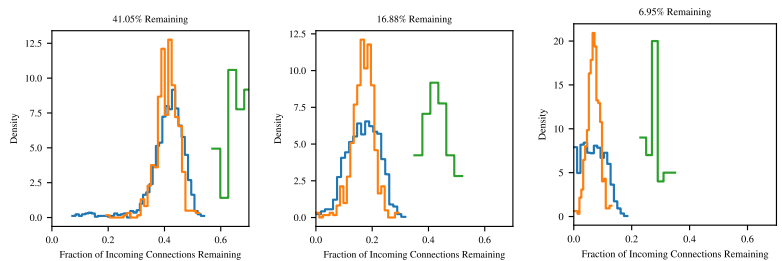 41.05% Remaining
12.5
10.0
7.5
5.0
2.5
0.0
Density
0.0 0.2 0.4 0.6
Fraction of Incoming Connections Remaining
16.88% Remaining
12.5
10.0
7.5
5.0
2.5
0.0
Density
0.0 0.2 0.4 0.6
Fraction of Incoming Connections Remaining
6.95% Remaining
20
15
10
5
0
Density
0.0 0.2 0.4 0.6
Fraction of Incoming Connections Remaining